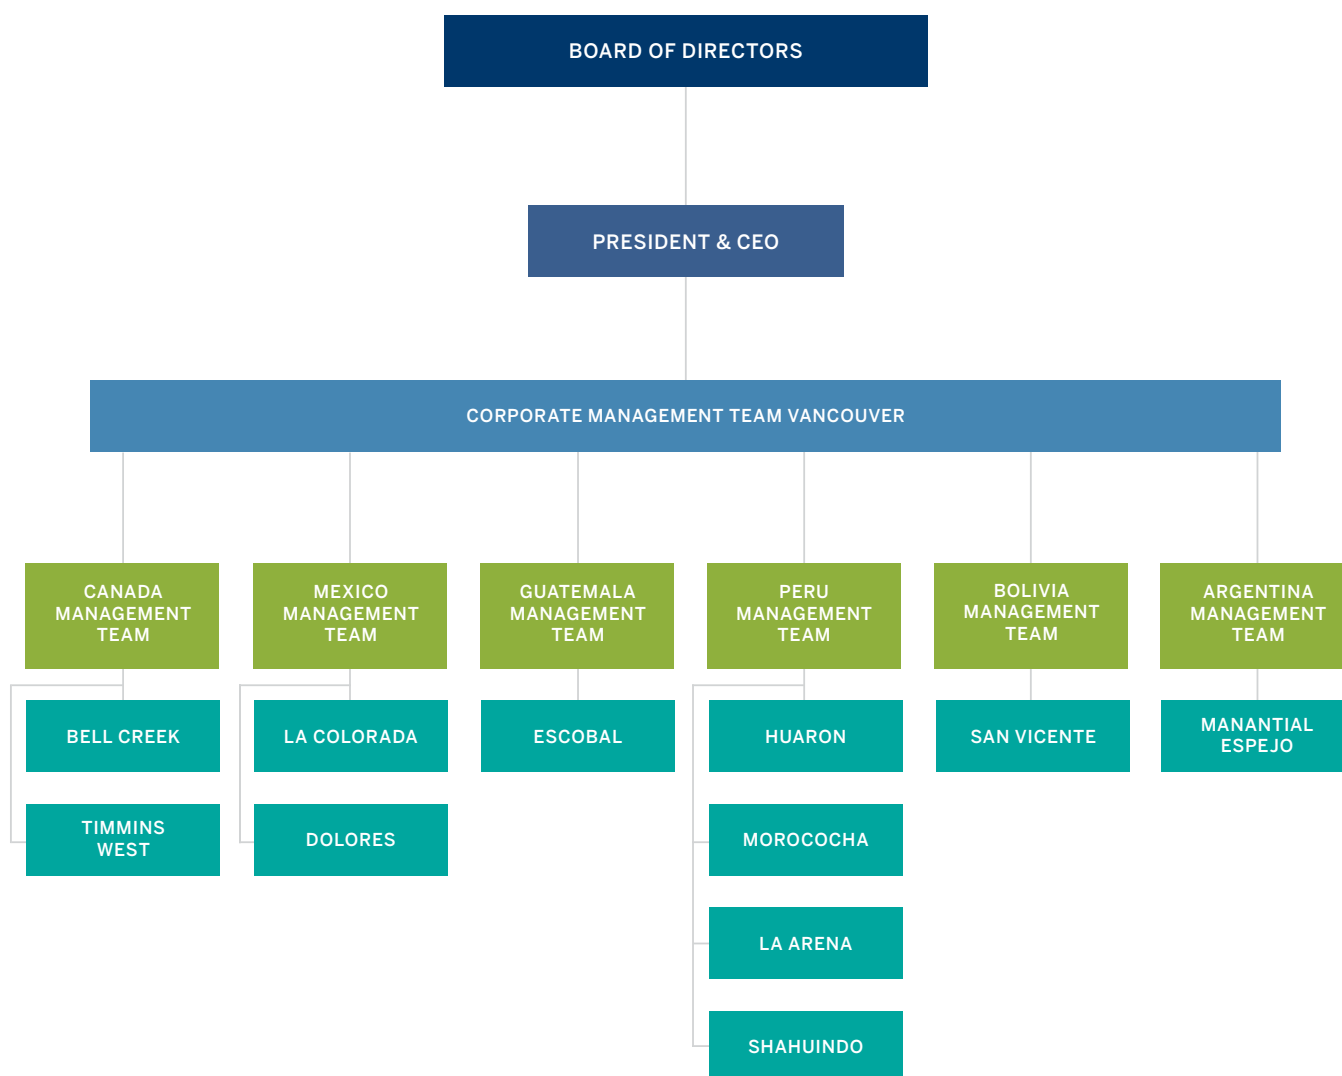 BOARD OF DIRECTORS
PRESIDENT & CEO
CORPORATE MANAGEMENT TEAM VANCOUVER
CANADA
MANAGEMENT
TEAM
MEXICO
MANAGEMENT
TEAM
GUATEMALA
MANAGEMENT
TEAM
PERU
MANAGEMENT
TEAM
BOLIVIA
MANAGEMENT
TEAM
ARGENTINA
MANAGEMENT
TEAM
BELL CREEK
LA COLORADA
ESCOBAL
HUARON
SAN VICENTE
MANANTIAL
ESPEJO
TIMMINS
WEST
DOLORES
MOROCOCHA
LA ARENA
SHAHUINDO